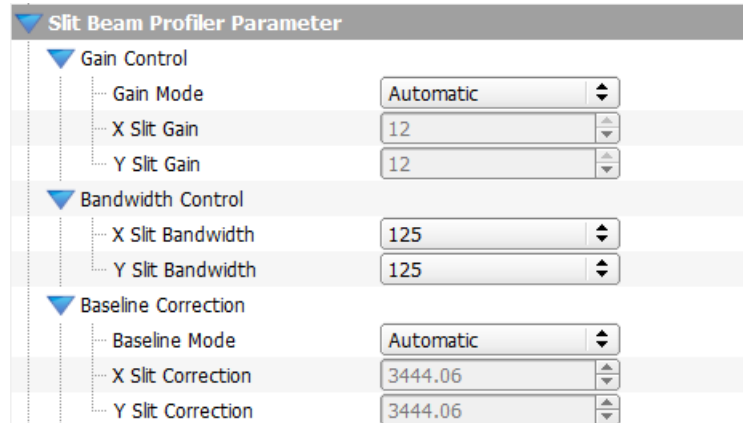 Slit Beam Profiler Parameter
Gain Control
Gain Mode Automatic
X Slit Gain 12
Y Slit Gain 12
Bandwidth Control
X Slit Bandwidth 125
Y Slit Bandwidth 125
Baseline Correction
Baseline Mode Automatic
X Slit Correction 3444.06
Y Slit Correction 3444.06